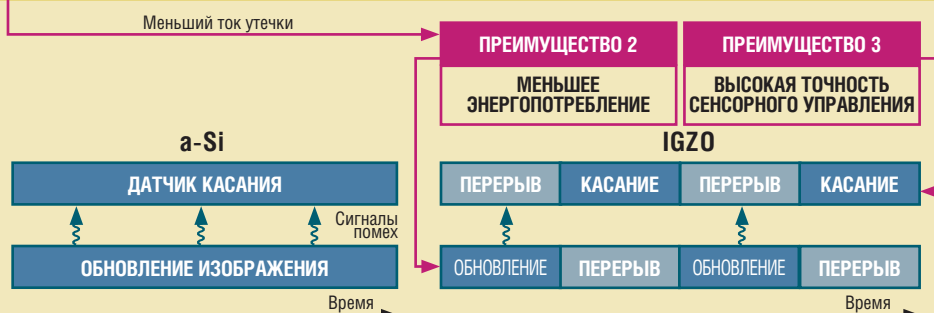 Меньший ток утечки
ПРЕИМУЩЕСТВО 2
ПРЕИМУЩЕСТВО 3
МЕНЬШЕЕ
ЭНЕРГОПОТРЕБЛЕНИЕ
ВЫСОКАЯ ТОЧНОСТЬ
СЕНСОРНОГО УПРАВЛЕНИЯ
a-Si
IGZO
ДАТЧИК КАСАНИЯ
ПЕРЕРЫВ
КАСАНИЕ
ПЕРЕРЫВ
КАСАНИЕ
Сигналы
помех
ОБНОВЛЕНИЕ ИЗОБРАЖЕНИЯ
ОБНОВЛЕНИЕ
ПЕРЕРЫВ
ОБНОВЛЕНИЕ
ПЕРЕРЫВ
Время
Время